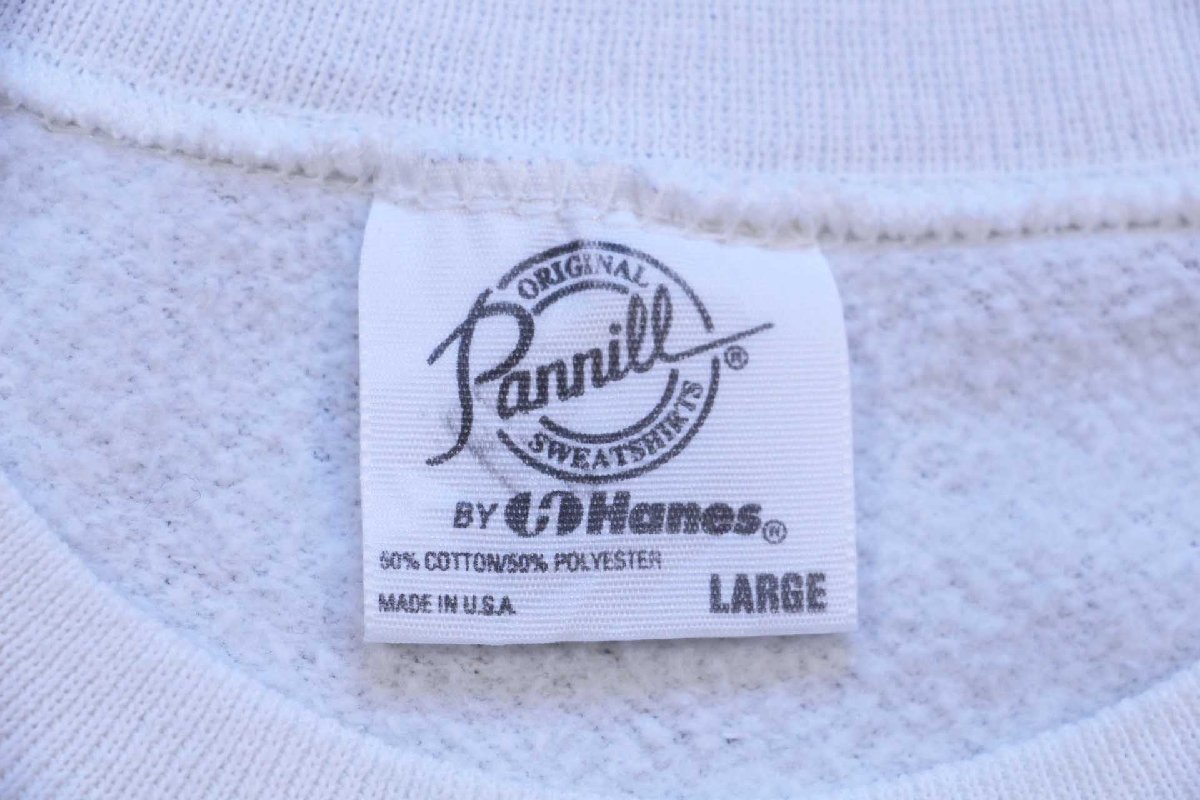 ORIGINAL
Pannill®
SWEATSHIRTS
BY Hanes®
50% COTTON/50% POLYESTER
MADE IN U.S.A.
LARGE